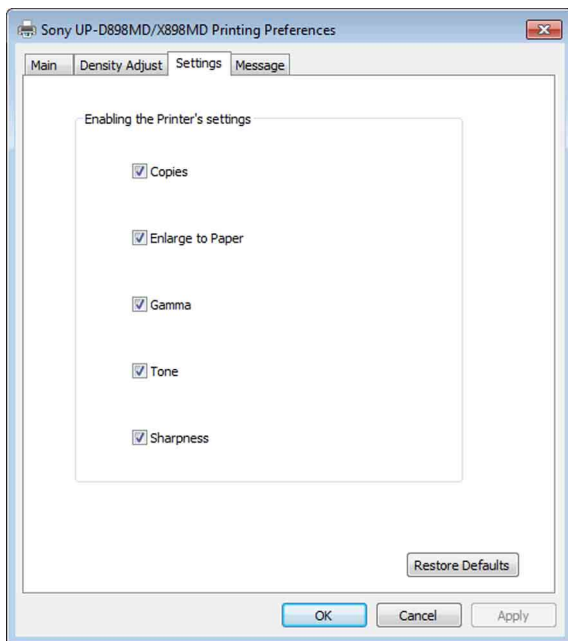 Sony UP-D898MD/X898MD Printing Preferences
Main Density Adjust Settings Message
Enabling the Printer's settings
Copies
Enlarge to Paper
Gamma
Tone
Sharpness
Restore Defaults
OK Cancel Apply